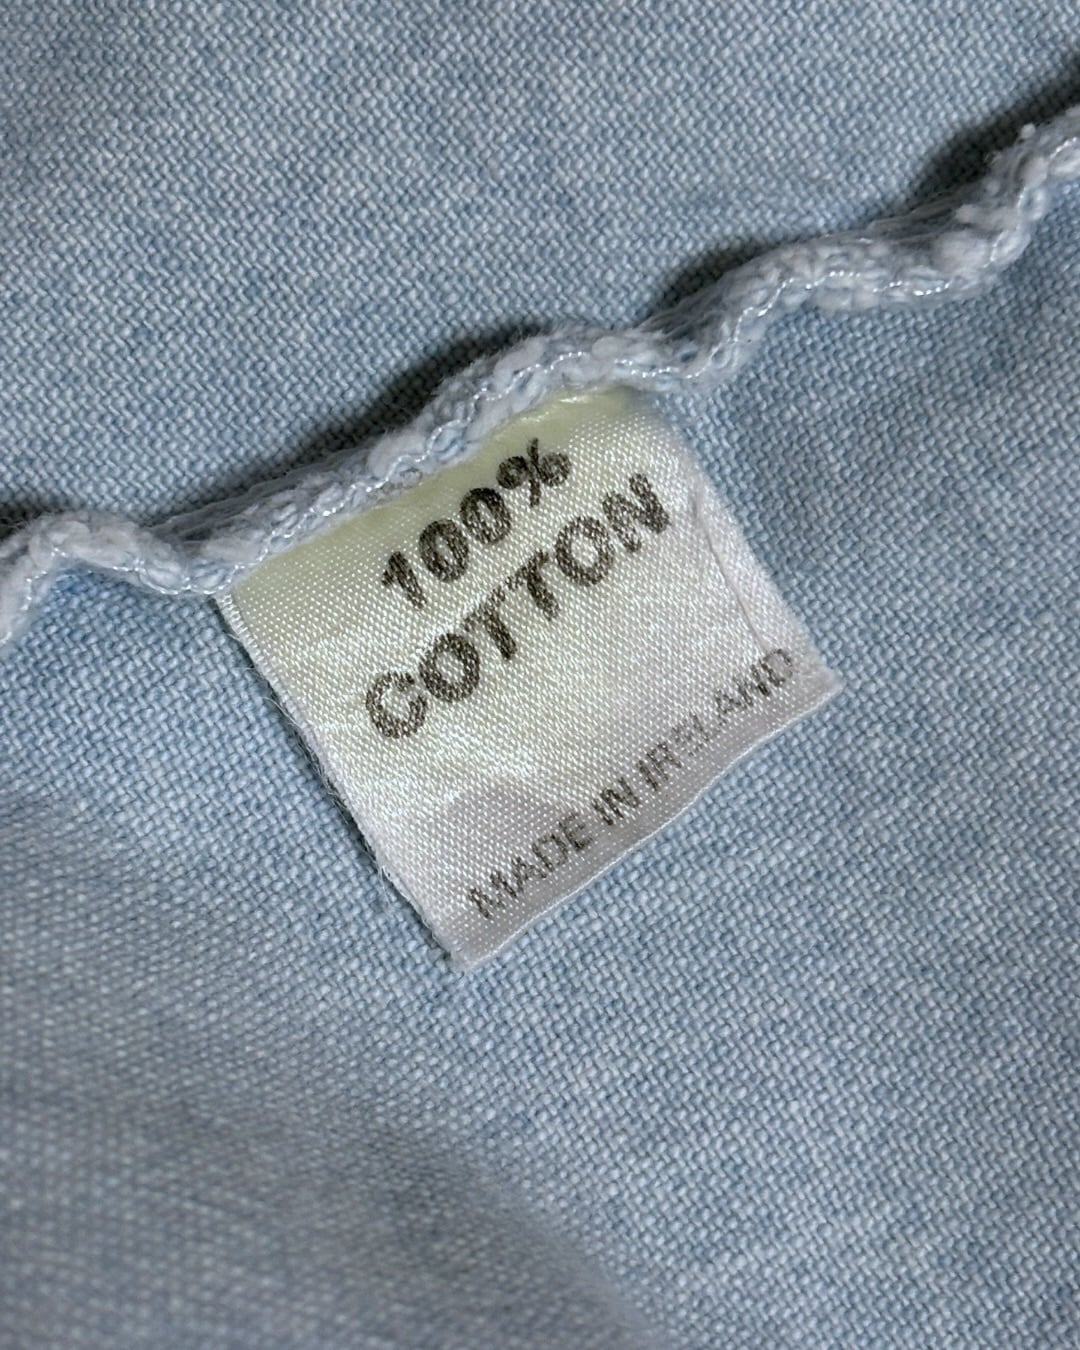 100%
COTTON
MADE IN IRELAND